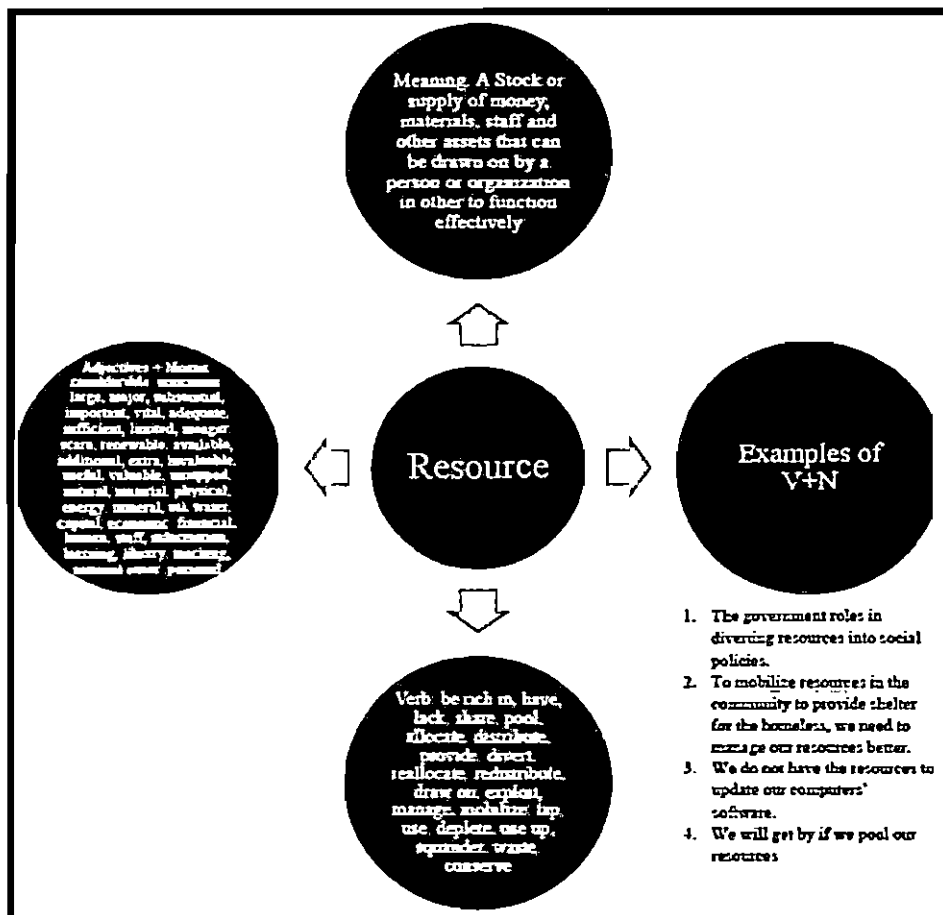 Meaning. A Stock or
supply of money,
materials, staff and
other assets that can
be drawn on by a
person or organization
in other to function
effectively
Adjectives + Nouns
considerable
large, major, substantial,
important, vital, adequate,
sufficient, limited, meager
scare, renewable, available,
additional, extra, invaluable,
useful, valuable, untapped,
natural, material, physical,
energy, mineral, oil, water,
capital, economic, financial,
human, staff, information,
learning, library, teaching,
personal
Resource
Examples of
V+N
Verb: be rich in, have,
lack, share, pool,
allocate, distribute,
provide, divert,
reallocate, redistribute,
draw on, exploit,
manage, mobilize, tap,
use, deplete, use up,
squander, waste,
conserve
1. The government roles in
diverting resources into social
policies.
2. To mobilize resources in the
community to provide shelter
for the homeless, we need to
manage our resources better.
3. We do not have the resources to
update our computers'
software.
4. We will get by if we pool our
resources